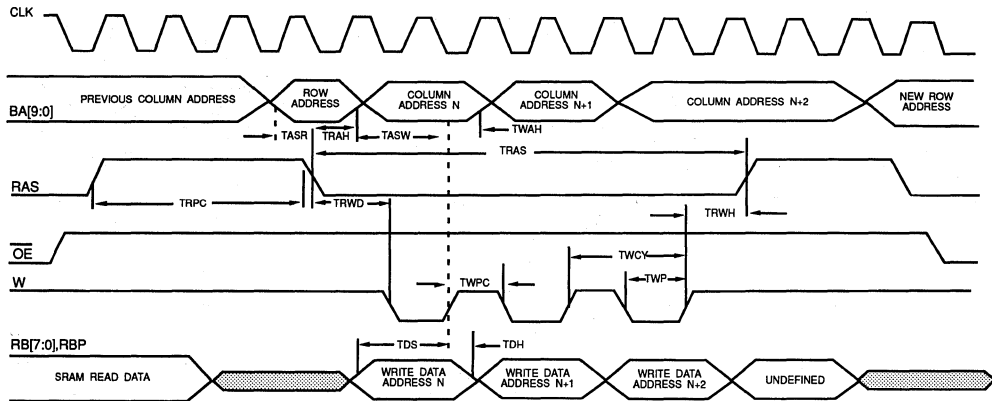 CLK
BA[9:0]
PREVIOUS COLUMN ADDRESS
ROW
ADDRESS
COLUMN
ADDRESS N
COLUMN
ADDRESS N+1
COLUMN ADDRESS N+2
NEW ROW
ADDRESS
TASR
TRAH
TASW
TWAH
TRAS
RAS
TRPC
TRWD
TRWH
OE
TWCY
W
TWPC
TWP
RB[7:0],RBP
TDS
TDH
SRAM READ DATA
WRITE DATA
ADDRESS N
WRITE DATA
ADDRESS N+1
WRITE DATA
ADDRESS N+2
UNDEFINED